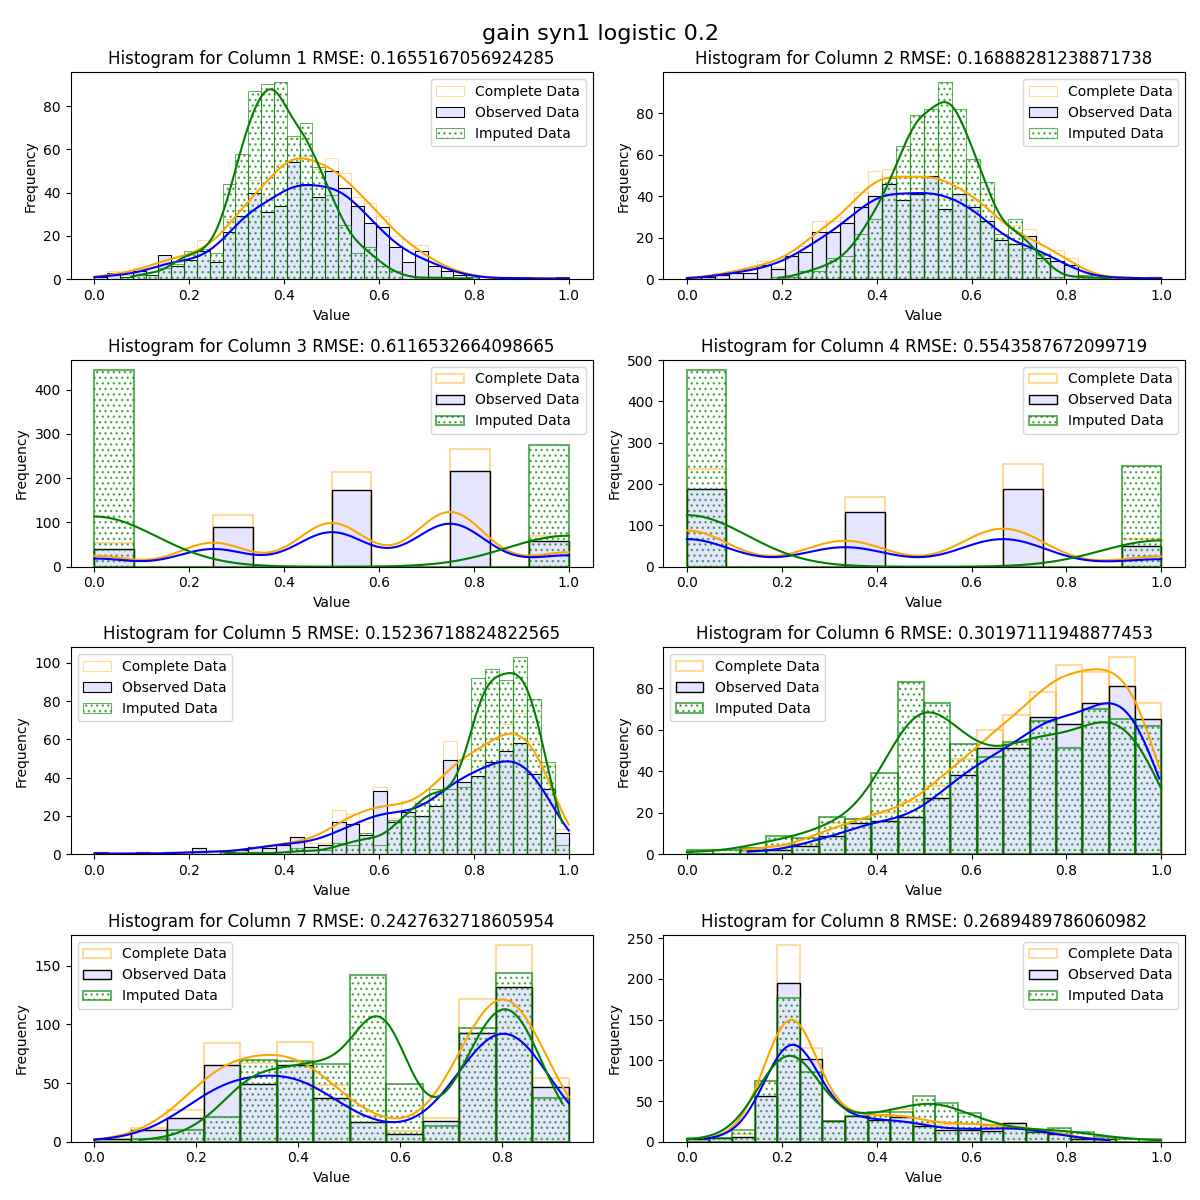 gain syn1 logistic 0.2
Histogram for Column 1 RMSE: 0.1655167056924285
Frequency
80
60
40
20
0
Complete Data
Observed Data
Imputed Data
0.0 0.2 0.4 0.6 0.8 1.0
Value
Histogram for Column 2 RMSE: 0.16888281238871738
Frequency
80
60
40
20
0
Complete Data
Observed Data
Imputed Data
0.0 0.2 0.4 0.6 0.8 1.0
Value
Histogram for Column 3 RMSE: 0.6116532664098665
Frequency
400
300
200
100
0
Complete Data
Observed Data
Imputed Data
0.0 0.2 0.4 0.6 0.8 1.0
Value
Histogram for Column 4 RMSE: 0.5543587672099719
Frequency
500
400
300
200
100
0
Complete Data
Observed Data
Imputed Data
0.0 0.2 0.4 0.6 0.8 1.0
Value
Histogram for Column 5 RMSE: 0.15236718824822565
Frequency
100
80
60
40
20
0
Complete Data
Observed Data
Imputed Data
0.0 0.2 0.4 0.6 0.8 1.0
Value
Histogram for Column 6 RMSE: 0.30197111948877453
Frequency
80
60
40
20
0
Complete Data
Observed Data
Imputed Data
0.0 0.2 0.4 0.6 0.8 1.0
Value
Histogram for Column 7 RMSE: 0.2427632718605954
Frequency
150
100
50
0
Complete Data
Observed Data
Imputed Data
0.0 0.2 0.4 0.6 0.8
Value
Histogram for Column 8 RMSE: 0.2689489786060982
Frequency
250
200
150
100
50
0
Complete Data
Observed Data
Imputed Data
0.0 0.2 0.4 0.6 0.8 1.0
Value